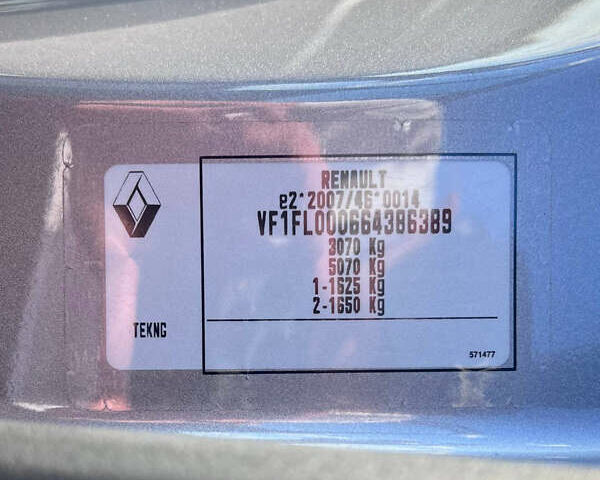 RENAULT
e2*2007/46*0014
VF1FL000664386389
3070 Kg
5070 Kg
1-1625 Kg
2-1650 Kg
TEKNG
571477